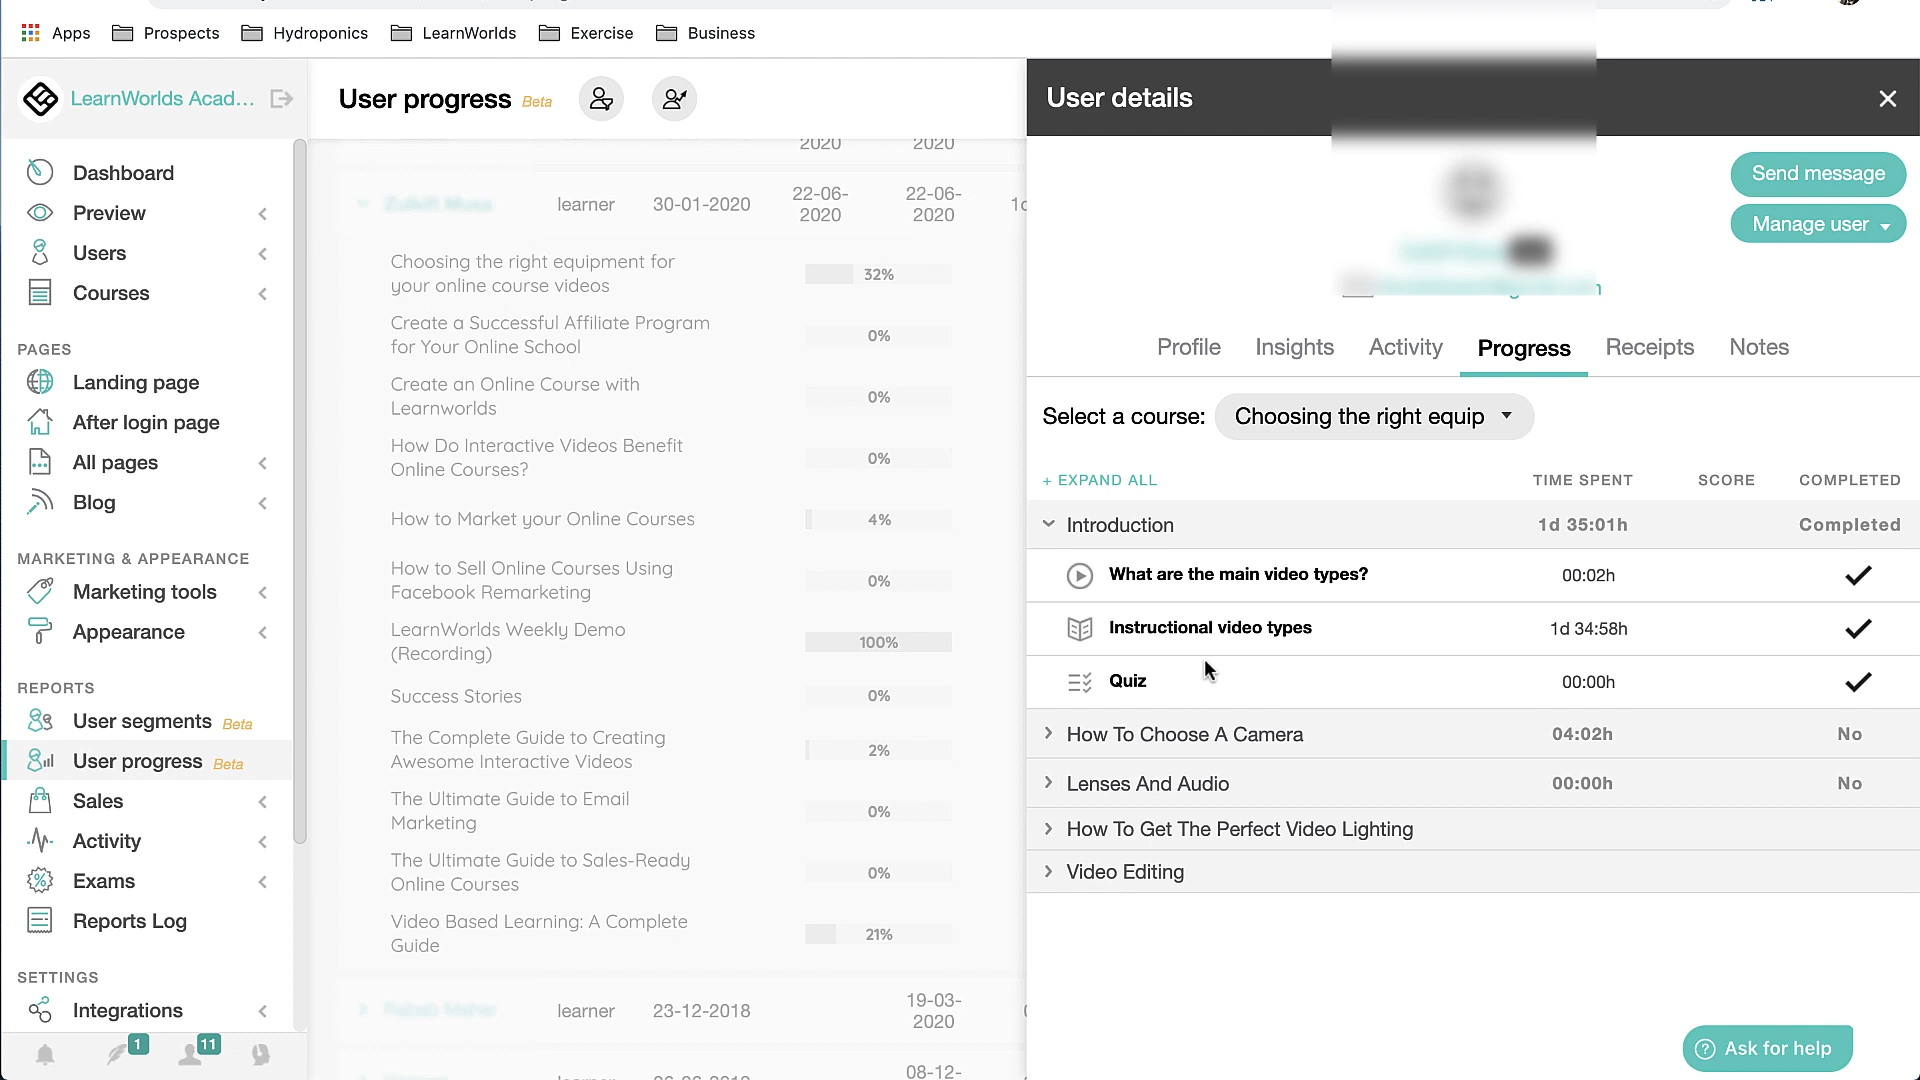 Apps
Prospects
Hydroponics
LearnWorlds
Exercise
Business
LearnWorlds Acad...
User progress Beta
User details
Dashboard
Preview
Users
Courses
PAGES
Landing page
After login page
All pages
Blog
MARKETING & APPEARANCE
Marketing tools
Appearance
REPORTS
User segments Beta
User progress Beta
Sales
Activity
Exams
Reports Log
SETTINGS
Integrations
1
11
2020
2020
learner
30-01-2020
22-06-
2020
22-06-
2020
Choosing the right equipment for
your online course videos
32%
Create a Successful Affiliate Program
for Your Online School
0%
Create an Online Course with
Learnworlds
0%
How Do Interactive Videos Benefit
Online Courses?
0%
How to Market your Online Courses
4%
How to Sell Online Courses Using
Facebook Remarketing
0%
LearnWorlds Weekly Demo
(Recording)
100%
Success Stories
0%
The Complete Guide to Creating
Awesome Interactive Videos
2%
The Ultimate Guide to Email
Marketing
0%
The Ultimate Guide to Sales-Ready
Online Courses
0%
Video Based Learning: A Complete
Guide
21%
learner
23-12-2018
19-03-
2020
08-12-
Send message
Manage user
Profile
Insights
Activity
Progress
Receipts
Notes
Select a course:
Choosing the right equip
+ EXPAND ALL
TIME SPENT
SCORE
COMPLETED
Introduction
1d 35:01h
Completed
What are the main video types?
00:02h
Instructional video types
1d 34:58h
Quiz
00:00h
How To Choose A Camera
04:02h
No
Lenses And Audio
00:00h
No
How To Get The Perfect Video Lighting
Video Editing
Ask for help